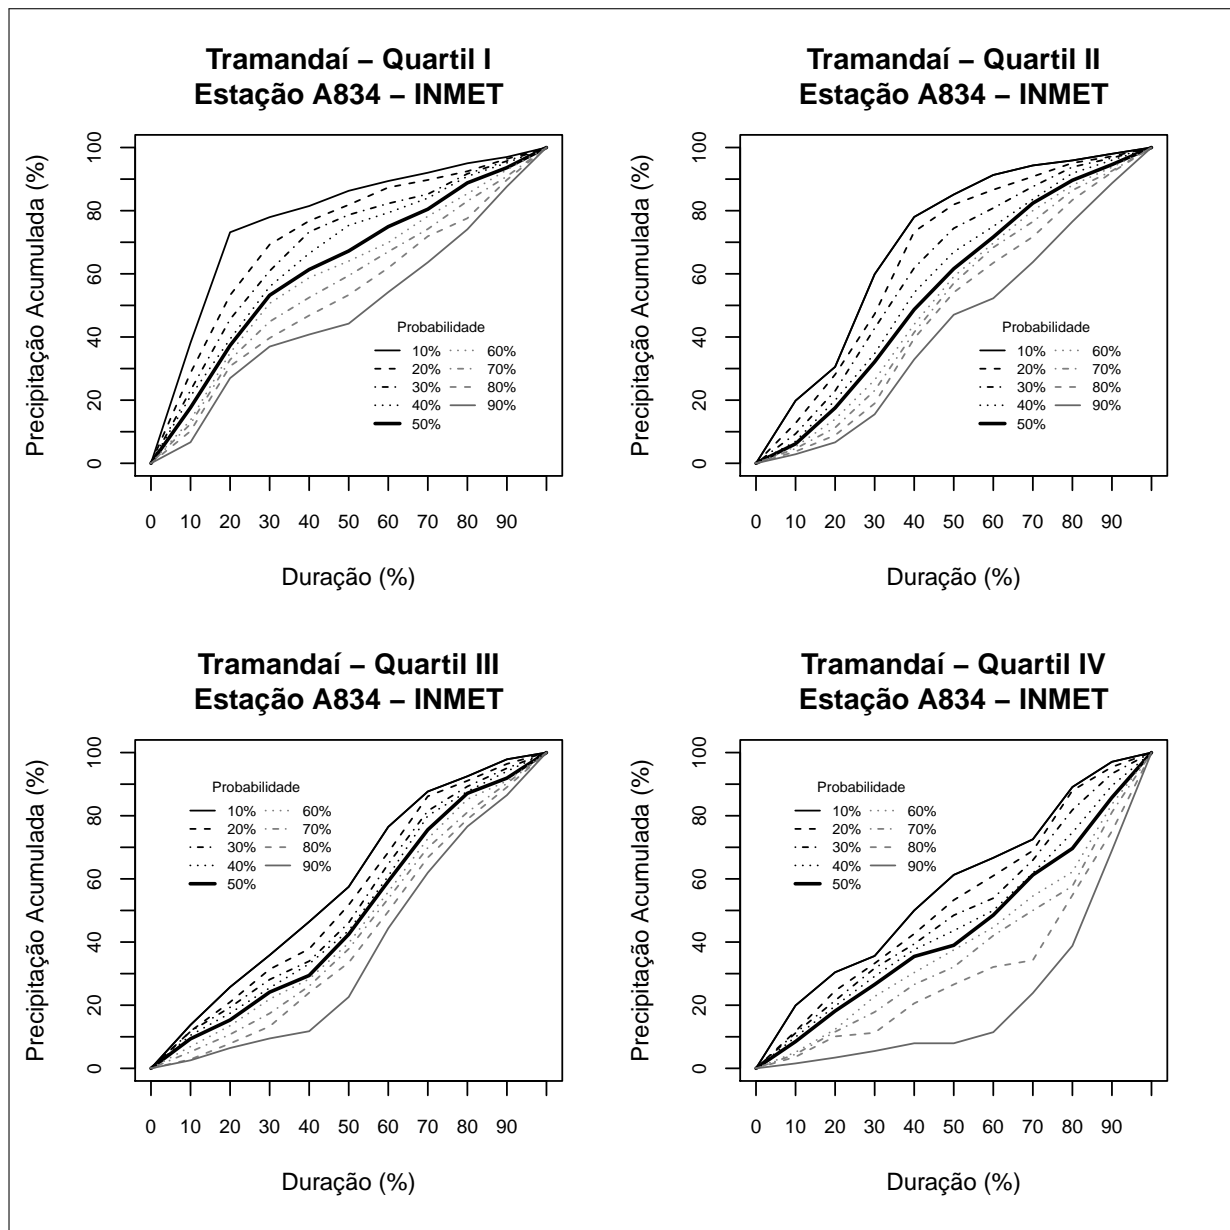 Tramandaí – Quartil I
Estação A834 – INMET
Precipitação Acumulada (%)
100
80
60
40
20
0
Probabilidade
10% 60%
20% 70%
30% 80%
40% 90%
50%
0 10 20 30 40 50 60 70 80 90
Duração (%)
Tramandaí – Quartil II
Estação A834 – INMET
Precipitação Acumulada (%)
100
80
60
40
20
0
Probabilidade
10% 60%
20% 70%
30% 80%
40% 90%
50%
0 10 20 30 40 50 60 70 80 90
Duração (%)
Tramandaí – Quartil III
Estação A834 – INMET
Precipitação Acumulada (%)
100
80
60
40
20
0
Probabilidade
10% 60%
20% 70%
30% 80%
40% 90%
50%
0 10 20 30 40 50 60 70 80 90
Duração (%)
Tramandaí – Quartil IV
Estação A834 – INMET
Precipitação Acumulada (%)
100
80
60
40
20
0
Probabilidade
10% 60%
20% 70%
30% 80%
40% 90%
50%
0 10 20 30 40 50 60 70 80 90
Duração (%)